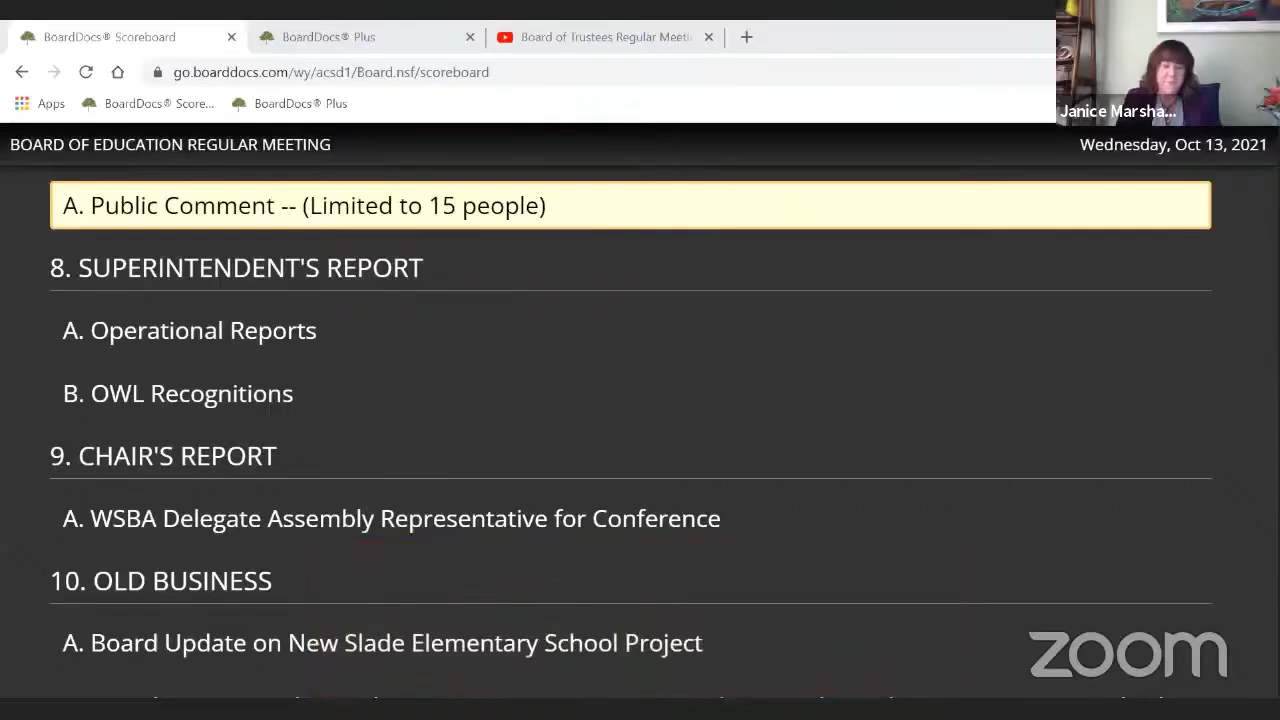 BoardDocs® Scoreboard
BoardDocs® Plus
Board of Trustees Regular Meeti
go.boarddocs.com/wy/acsd1/Board.nsf/scoreboard
Apps
BoardDocs® Score...
BoardDocs® Plus
Janice Marsha...
BOARD OF EDUCATION REGULAR MEETING
Wednesday, Oct 13, 2021
A. Public Comment -- (Limited to 15 people)
8. SUPERINTENDENT'S REPORT
A. Operational Reports
B. OWL Recognitions
9. CHAIR'S REPORT
A. WSBA Delegate Assembly Representative for Conference
10. OLD BUSINESS
A. Board Update on New Slade Elementary School Project
zoom